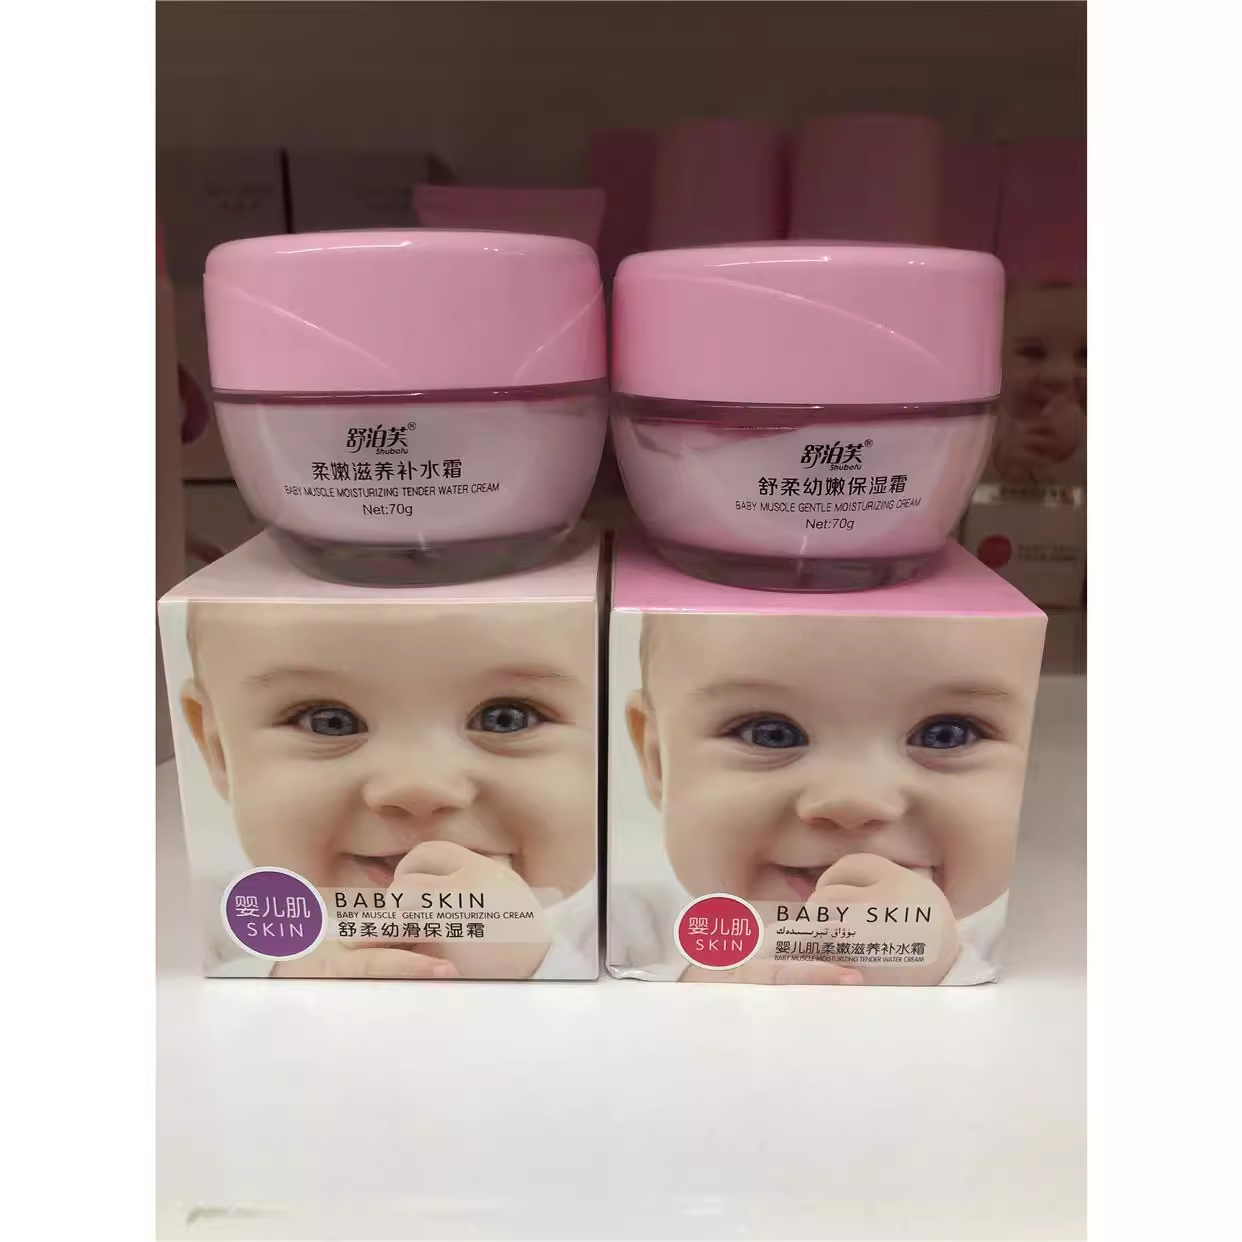 舒泊芙®
Shubofu
柔嫩滋养补水霜
BABY MUSCLE MOISTURIZING TENDER WATER CREAM
Net:70g
舒泊芙®
Shubofu
舒柔幼嫩保湿霜
BABY MUSCLE GENTLE MOISTURIZING CREAM
Net:70g
婴儿肌
SKIN
BABY SKIN
BABY MUSCLE GENTLE MOISTURIZING CREAM
舒柔幼滑保湿霜
婴儿肌
SKIN
BABY SKIN
بوۋاق تېرىسىدەك
婴儿肌柔嫩滋养补水霜
BABY MUSCLE MOISTURIZING TENDER WATER CREAM